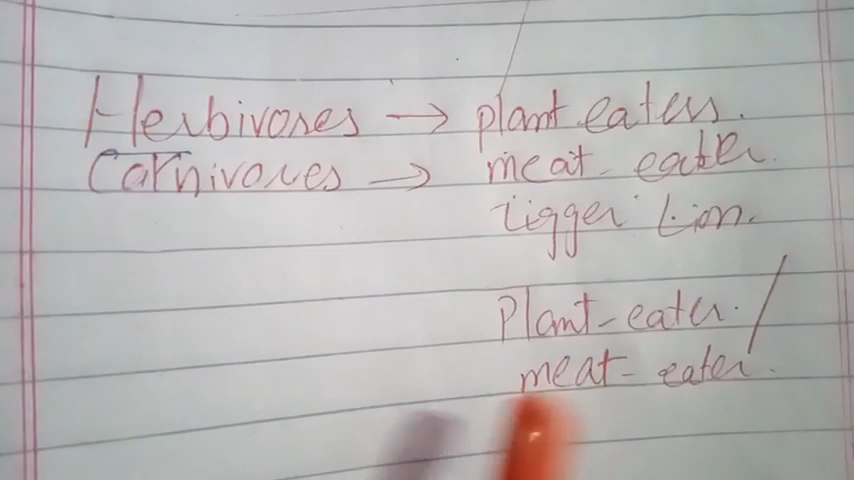 Herbivores → plant eaters.
Carnivores → meat-eater.
Tigger Lion.
Plant-eater. /
meat-eater.